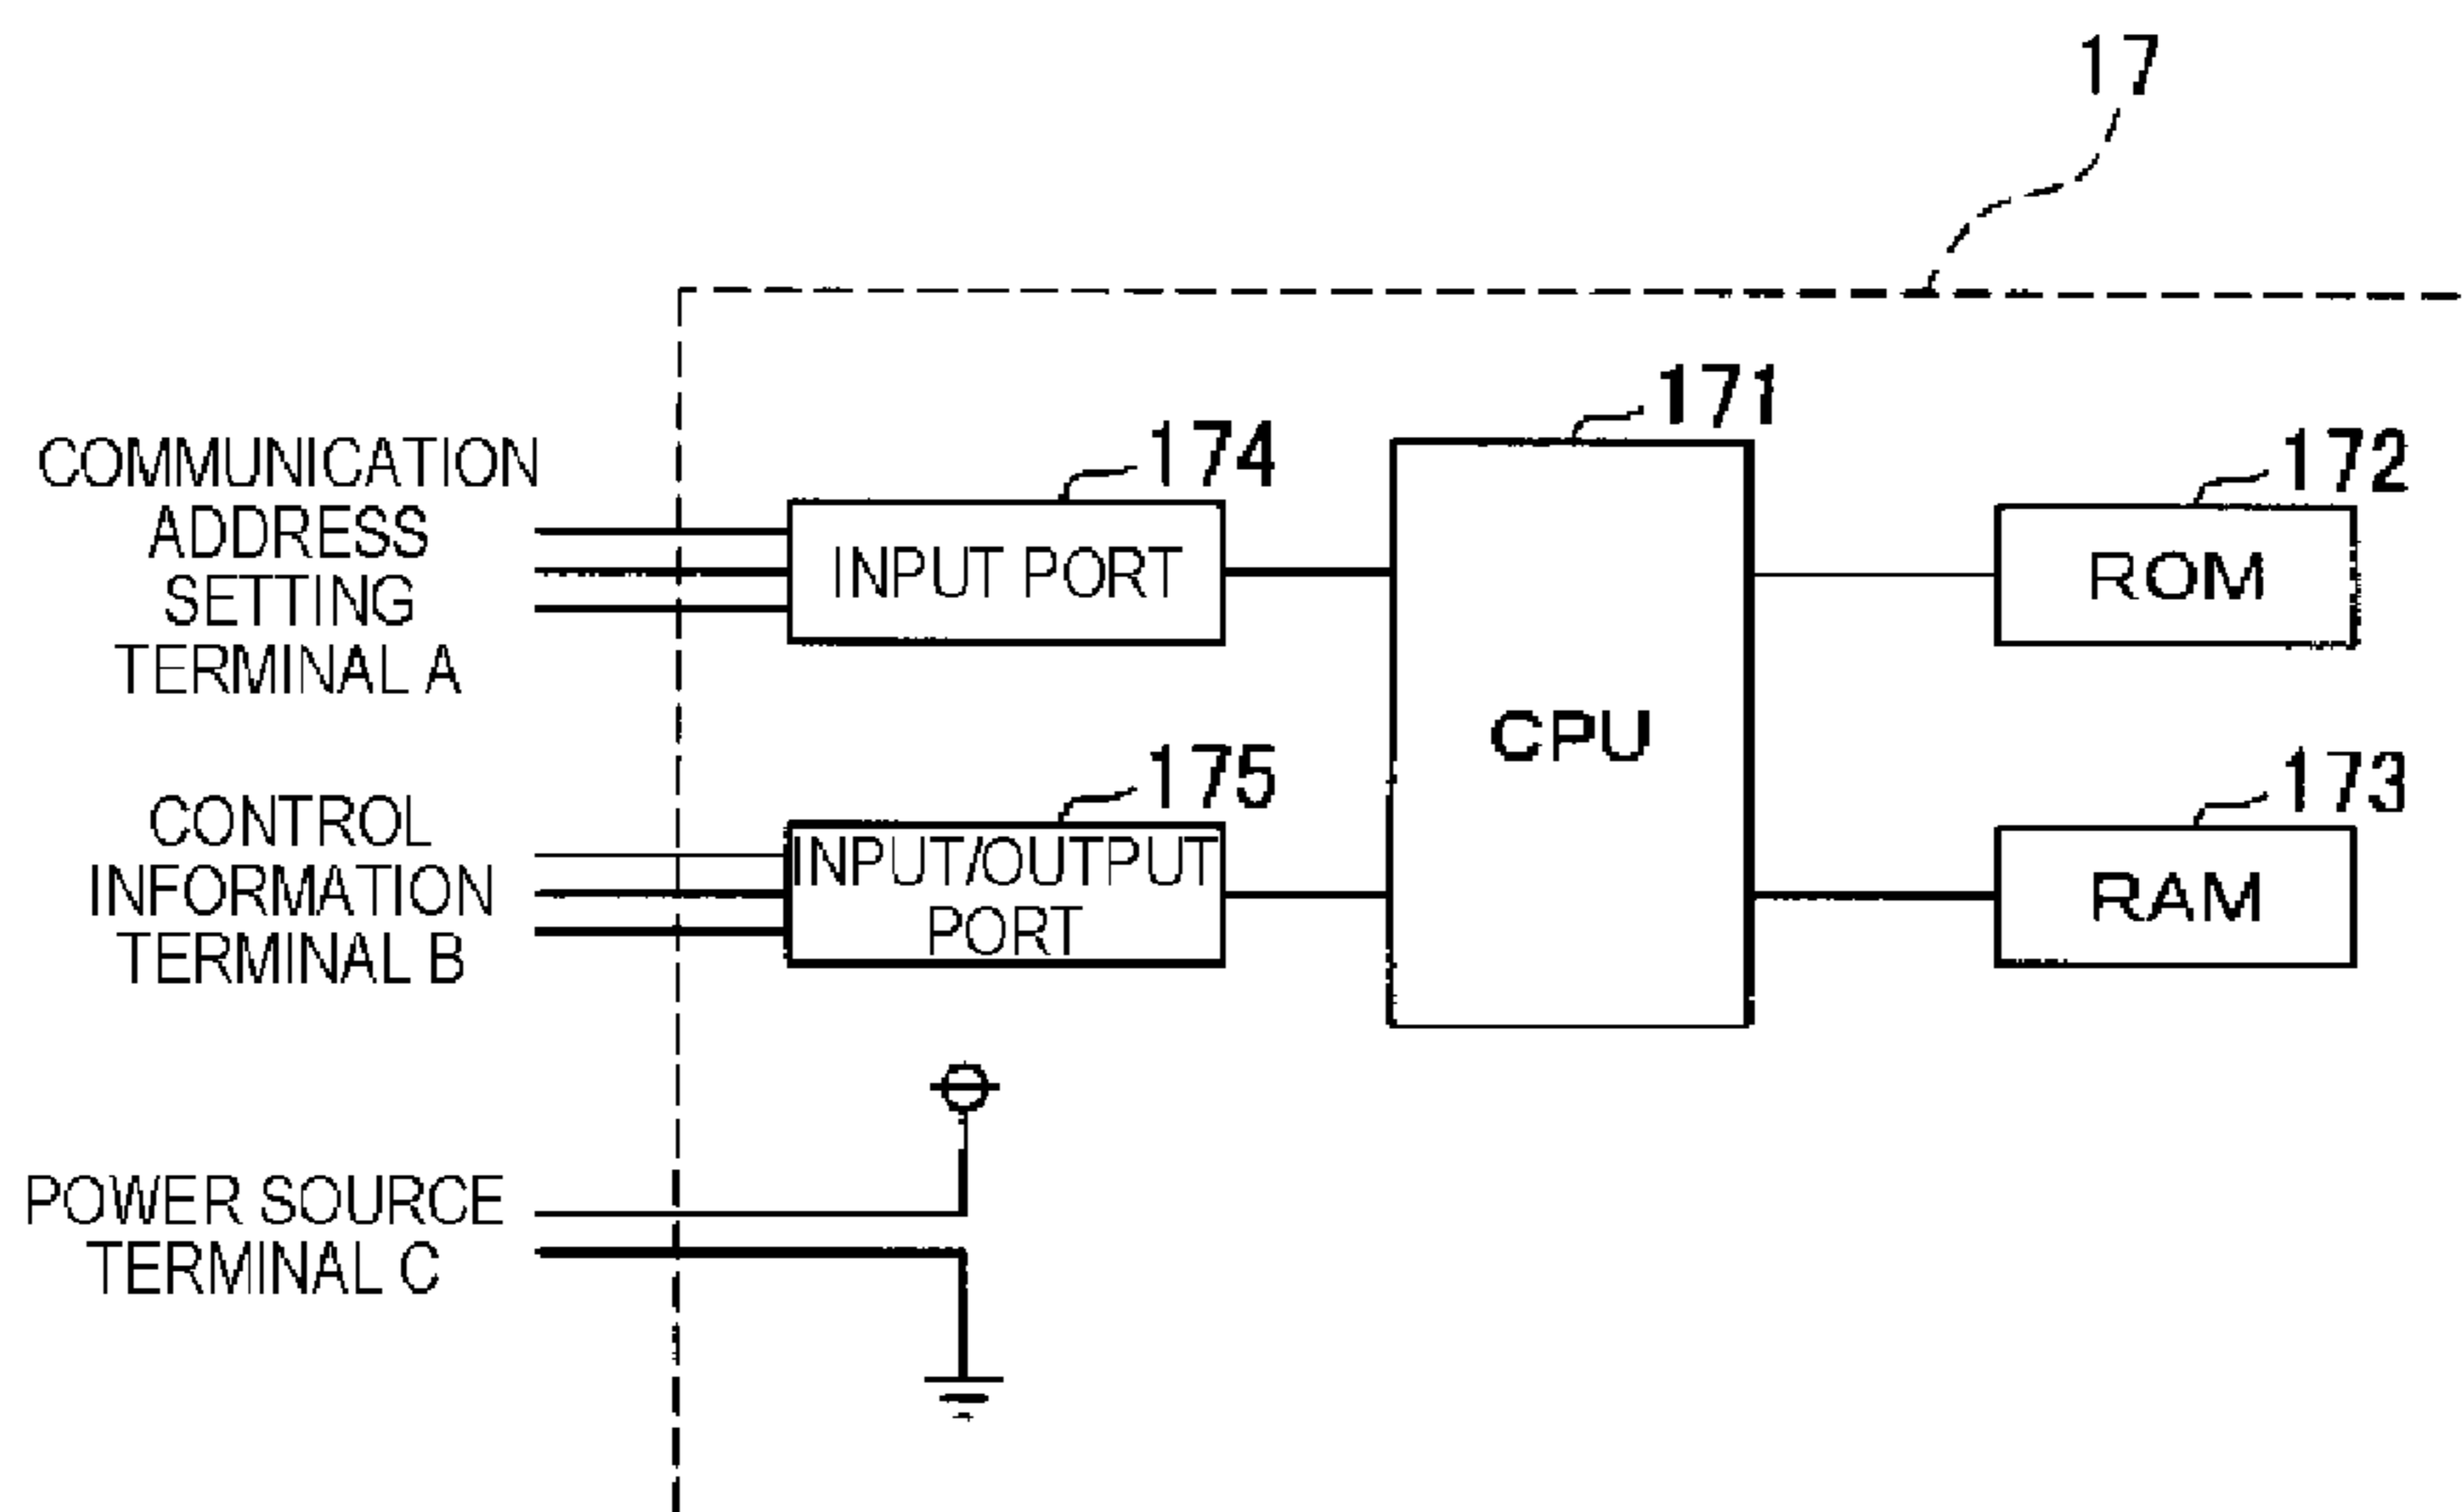 17
171
174
172
COMMUNICATION
ADDRESS
SETTING
TERMINAL A
INPUT PORT
ROM
CPU
175
173
CONTROL
INFORMATION
TERMINAL B
INPUT/OUTPUT
PORT
RAM
POWER SOURCE
TERMINAL C